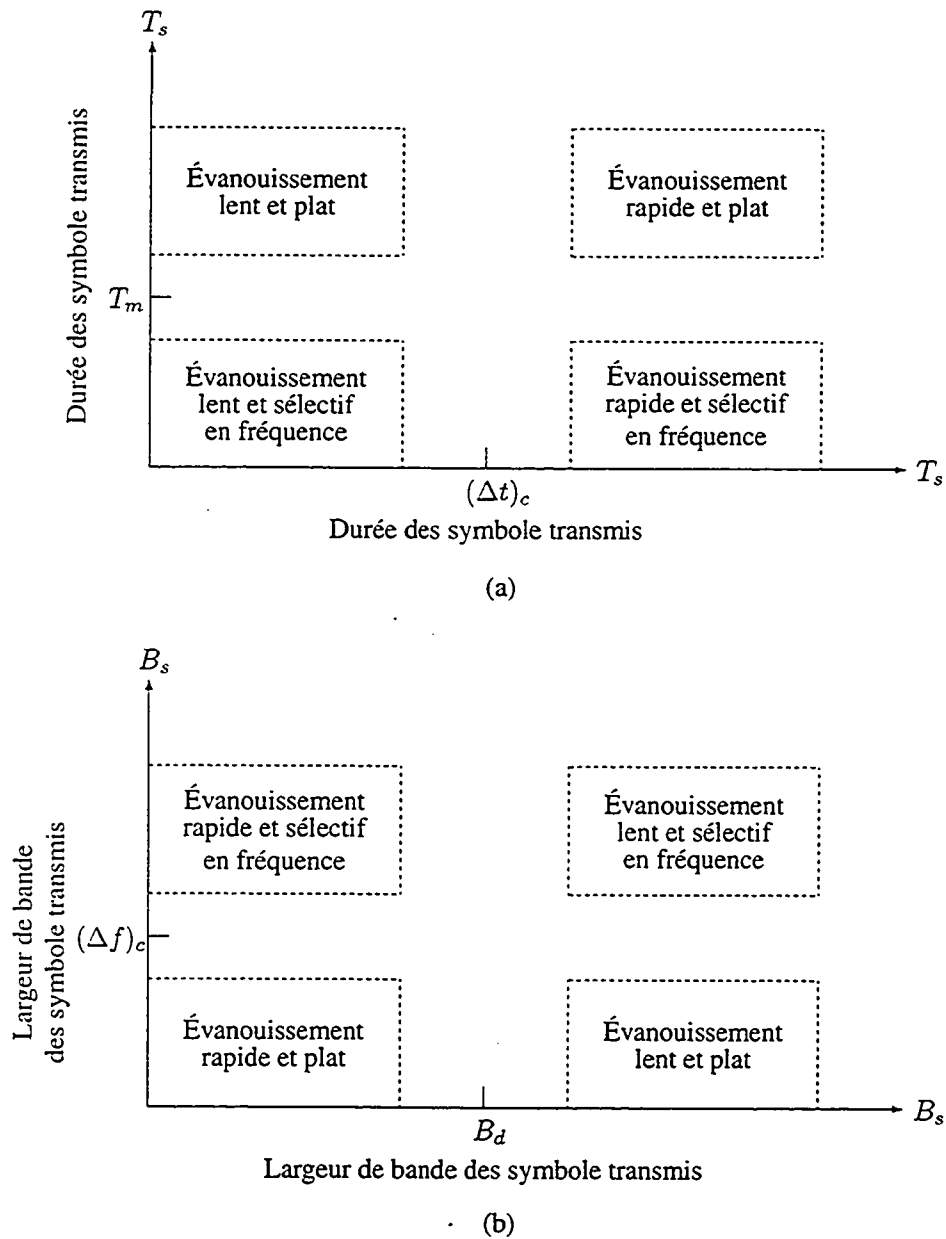 T_s
Durée des symbole transmis
Évanouissement
lent et plat
Évanouissement
rapide et plat
T_m
Évanouissement
lent et sélectif
en fréquence
Évanouissement
rapide et sélectif
en fréquence
T_s
(Δt)_c
Durée des symbole transmis
(a)
B_s
Largeur de bande
des symbole transmis
Évanouissement
rapide et sélectif
en fréquence
Évanouissement
lent et sélectif
en fréquence
(Δf)_c
Évanouissement
rapide et plat
Évanouissement
lent et plat
B_s
B_d
Largeur de bande des symbole transmis
(b)